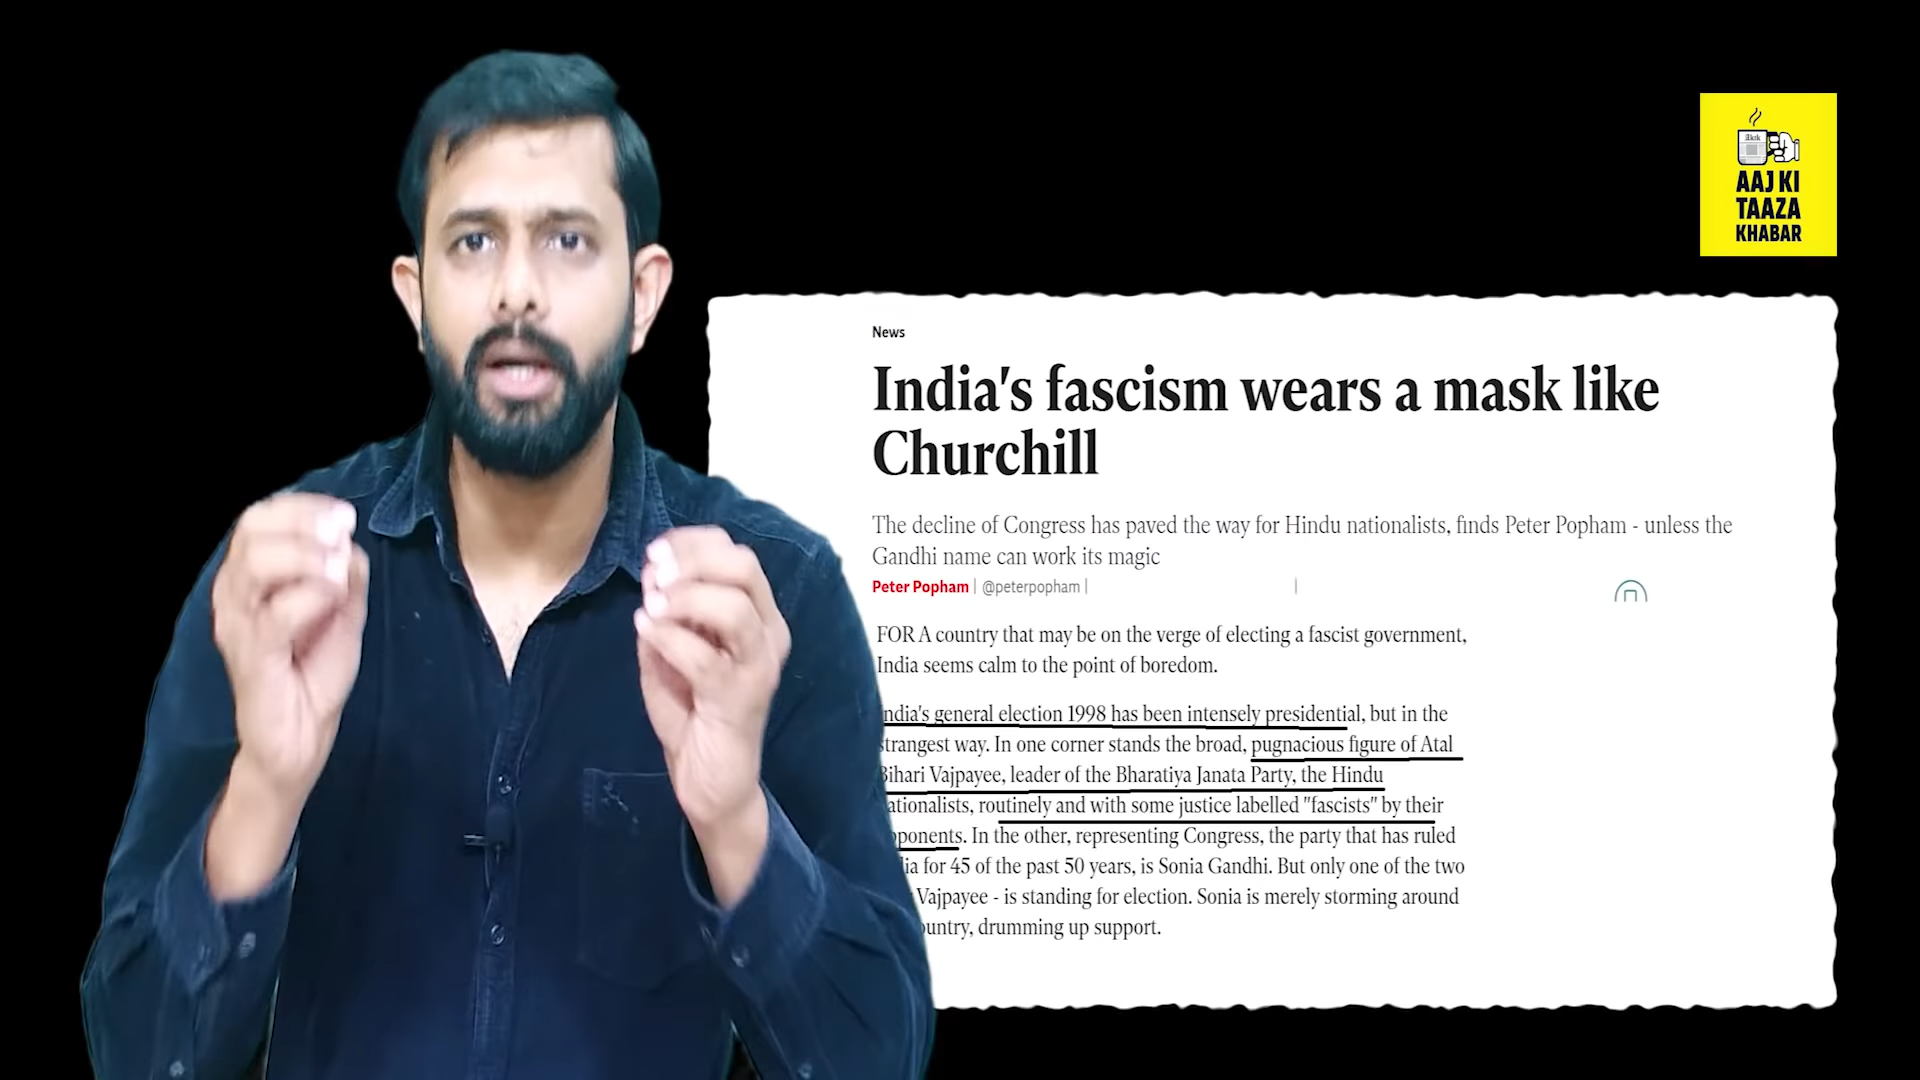 Aktk
AAJ KI
TAAZA
KHABAR
News
India's fascism wears a mask like
Churchill
The decline of Congress has paved the way for Hindu nationalists, finds Peter Popham - unless the
Gandhi name can work its magic
Peter Popham | @peterpopham |
FOR A country that may be on the verge of electing a fascist government,
India seems calm to the point of boredom.
ndia's general election 1998 has been intensely presidential, but in the
strangest way. In one corner stands the broad, pugnacious figure of Atal
Bihari Vajpayee, leader of the Bharatiya Janata Party, the Hindu
ationalists, routinely and with some justice labelled "fascists" by their
pponents. In the other, representing Congress, the party that has ruled
dia for 45 of the past 50 years, is Sonia Gandhi. But only one of the two
Vajpayee - is standing for election. Sonia is merely storming around
ountry, drumming up support.